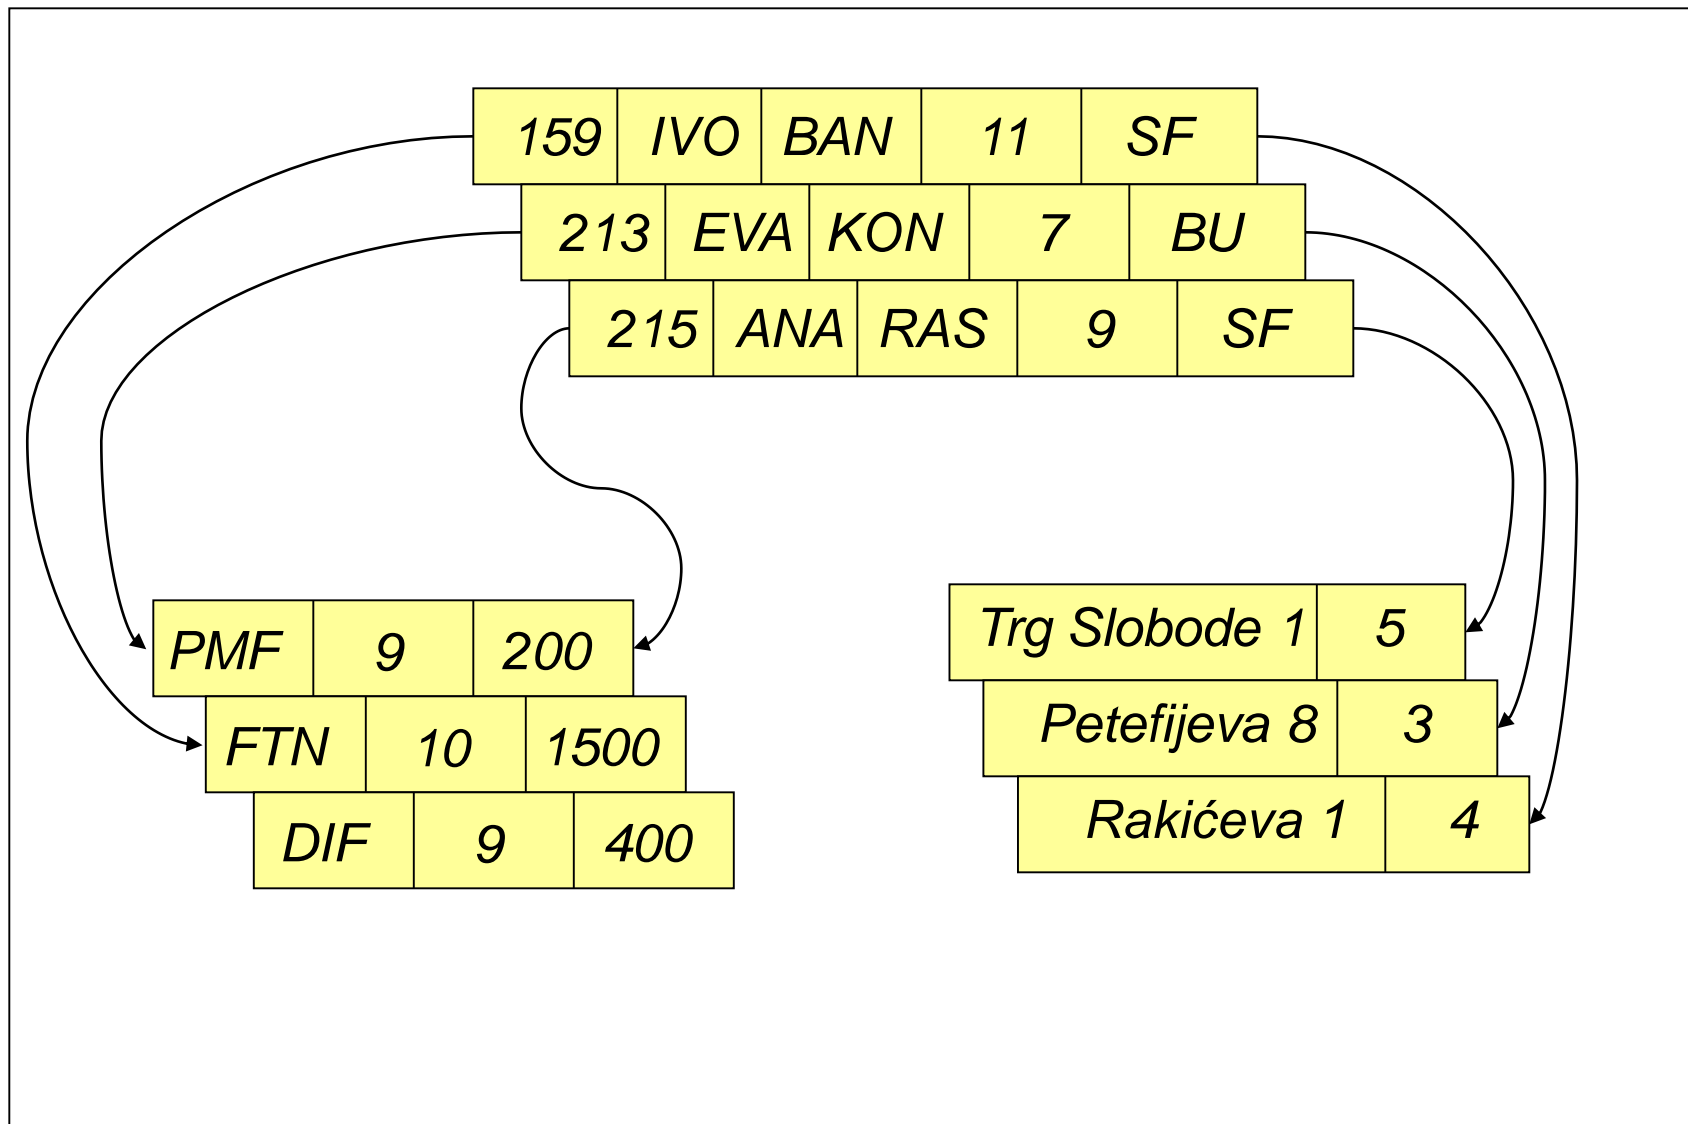 159 IVO BAN 11 SF
213 EVA KON 7 BU
215 ANA RAS 9 SF
PMF 9 200
FTN 10 1500
DIF 9 400
Trg Slobode 1 5
Petefijeva 8 3
Rakićeva 1 4